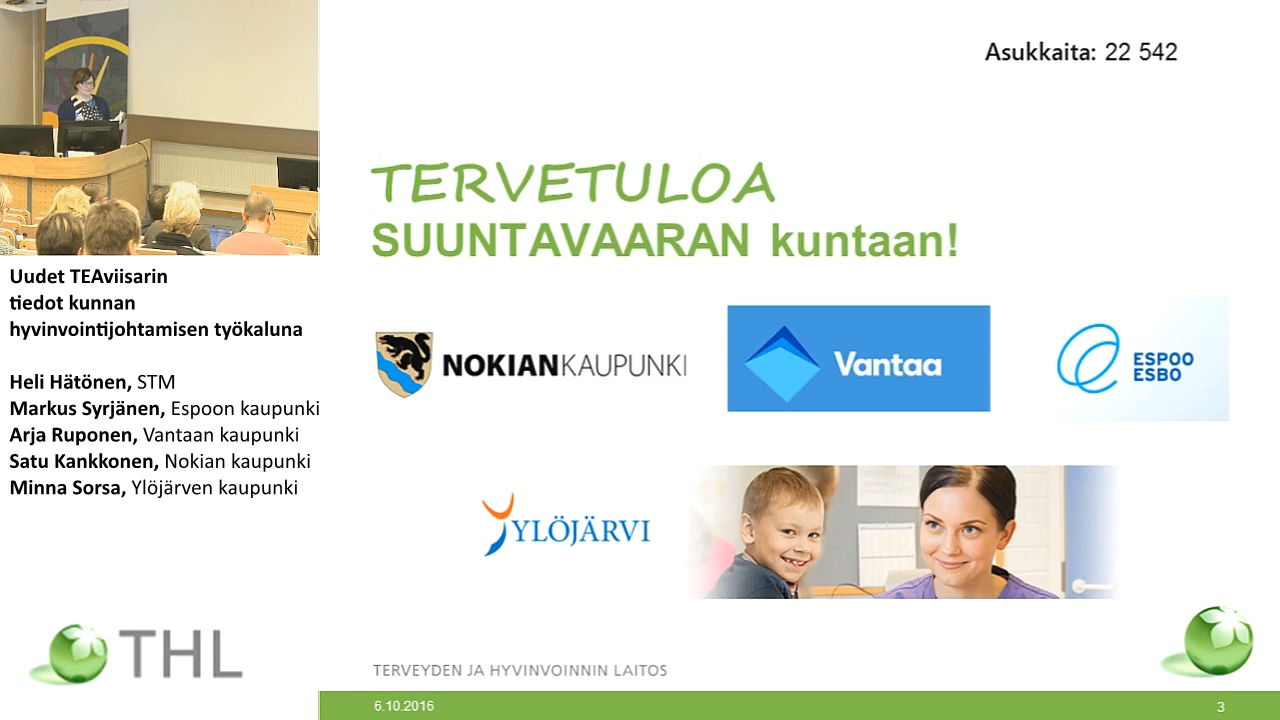 Asukkaita: 22 542
TERVETULOA
SUUNTAVAARAN kuntaan!
NOKIANKAUPUNKI
Vantaa
ESPOO
ESBO
YLÖJÄRVI
Uudet TEAviisarin
tiedot kunnan
hyvinvointijohtamisen työkaluna
Heli Hätönen, STM
Markus Syrjänen, Espoon kaupunki
Arja Ruponen, Vantaan kaupunki
Satu Kankkonen, Nokian kaupunki
Minna Sorsa, Ylöjärven kaupunki
THL
TERVEYDEN JA HYVINVOINNIN LAITOS
6.10.2016
3